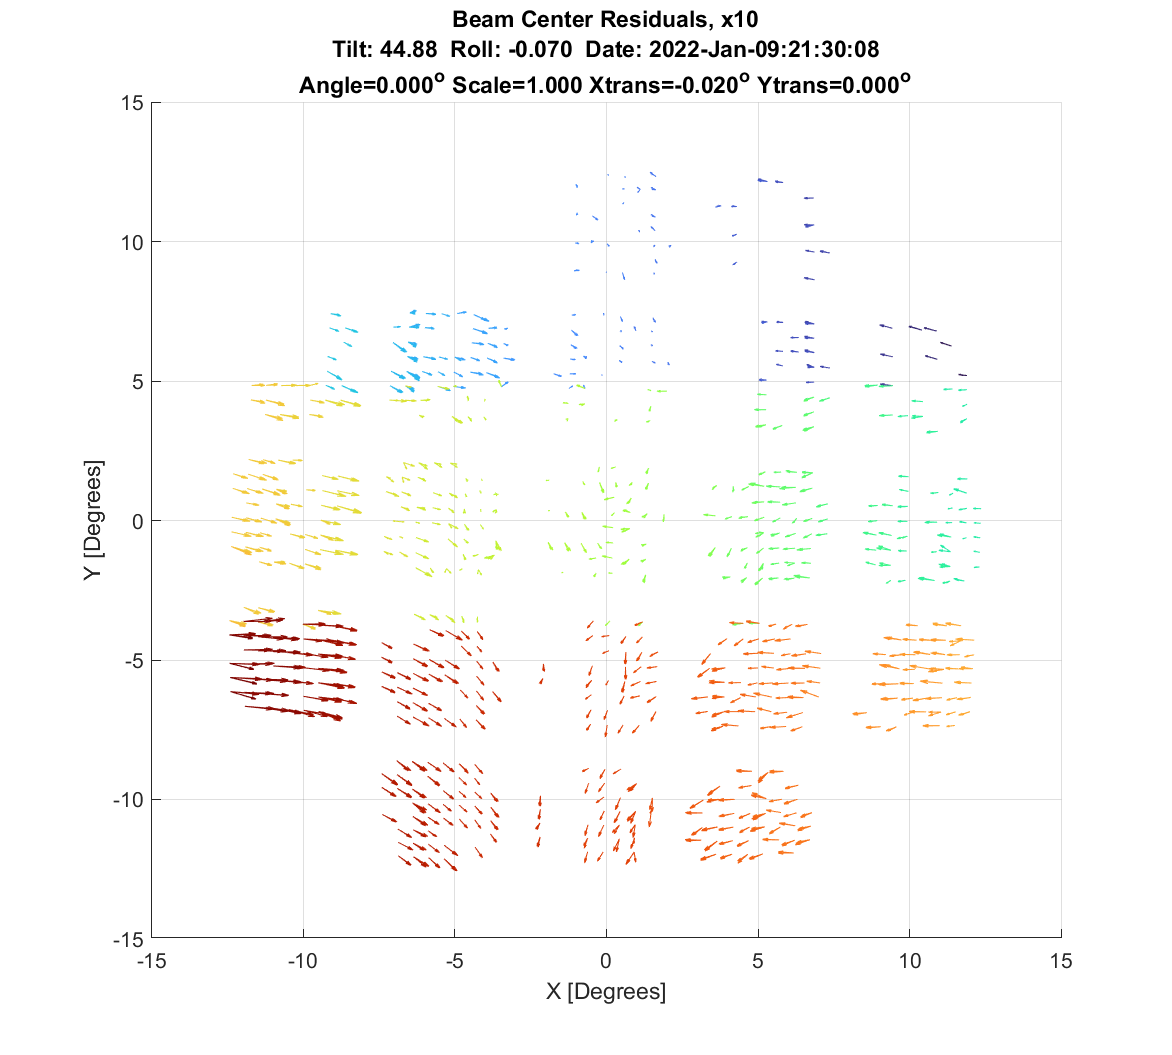 Beam Center Residuals, x10
Tilt: 44.88 Roll: -0.070 Date: 2022-Jan-09:21:30:08
Angle=0.000° Scale=1.000 Xtrans=-0.020° Ytrans=0.000°
15
10
5
0
-5
-10
-15
Y [Degrees]
-15 -10 -5 0 5 10 15
X [Degrees]